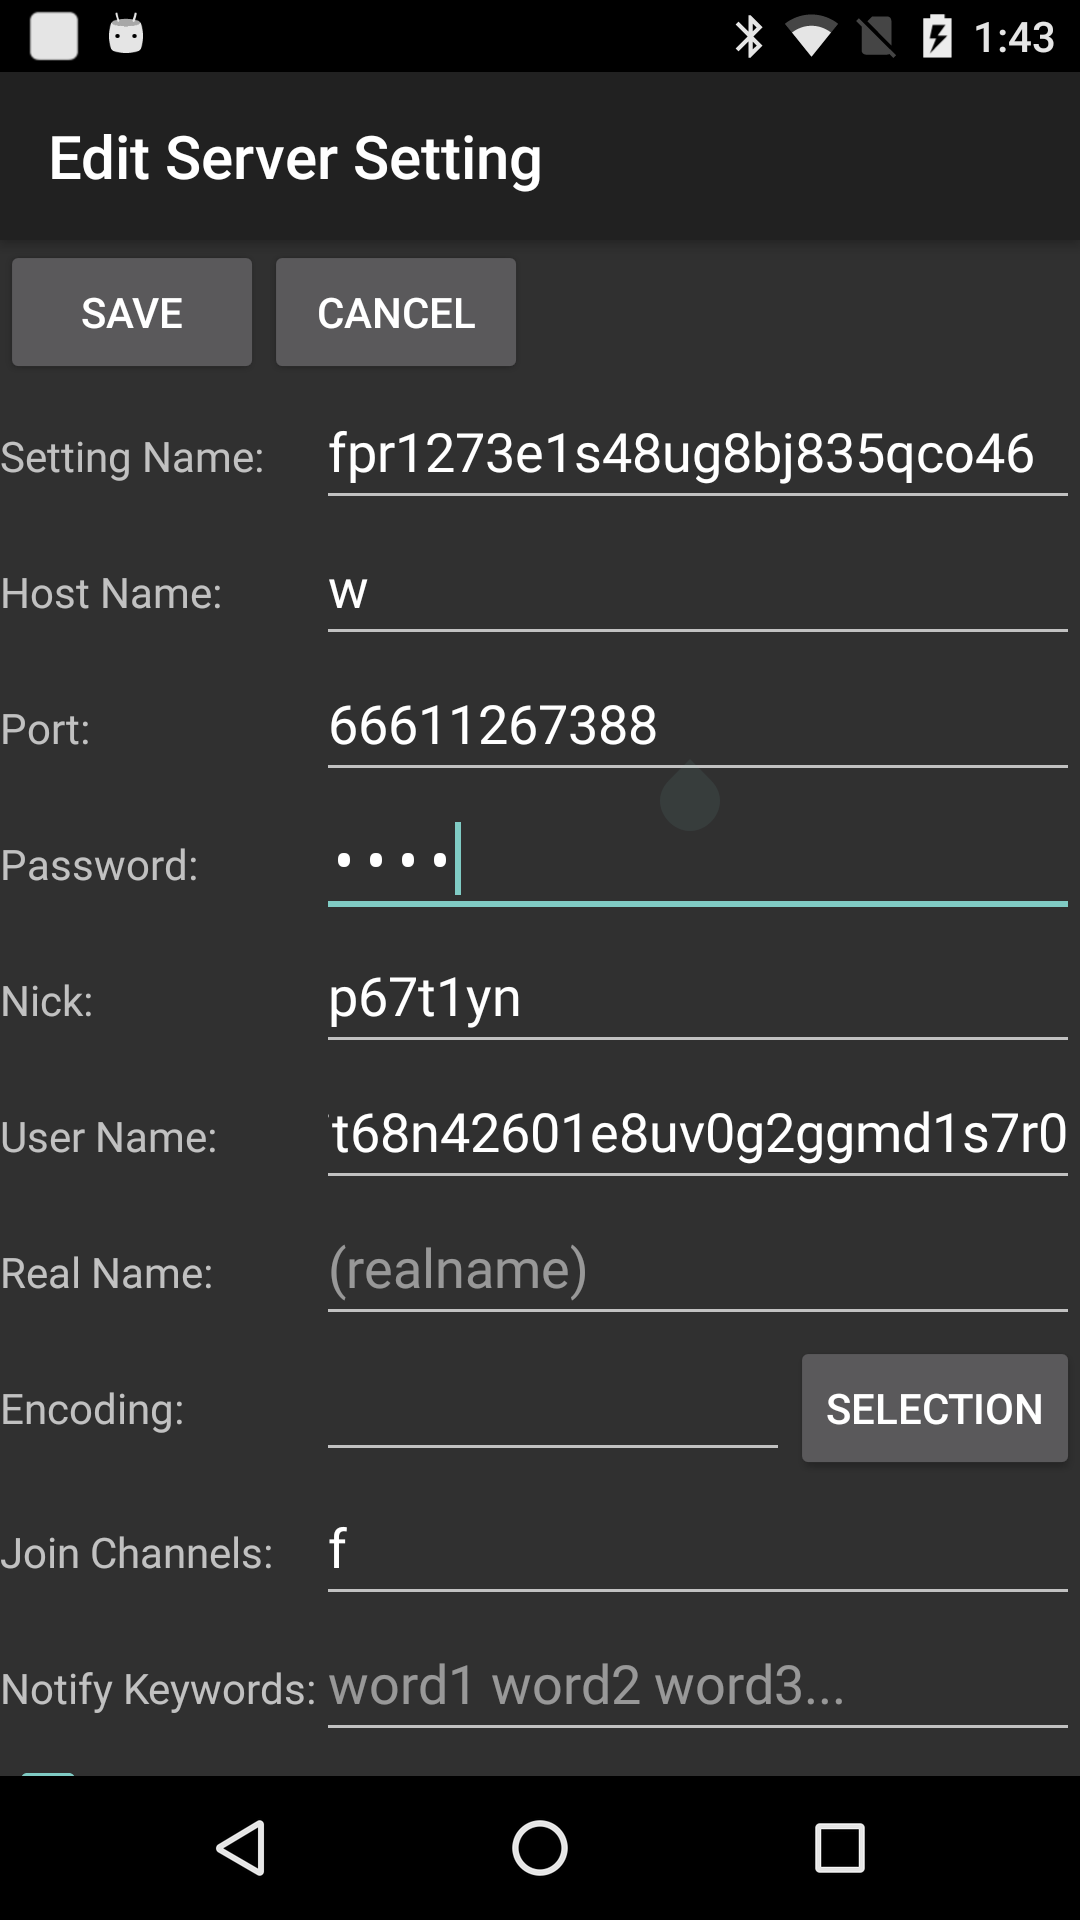 1:43
Edit Server Setting
SAVE CANCEL
Setting Name: fpr1273e1s48ug8bj835qco46
Host Name: w
Port: 66611267388
Password: ••••
Nick: p67t1yn
User Name: t68n42601e8uv0g2ggmd1s7r0
Real Name: (realname)
Encoding: SELECTION
Join Channels: f
Notify Keywords: word1 word2 word3...